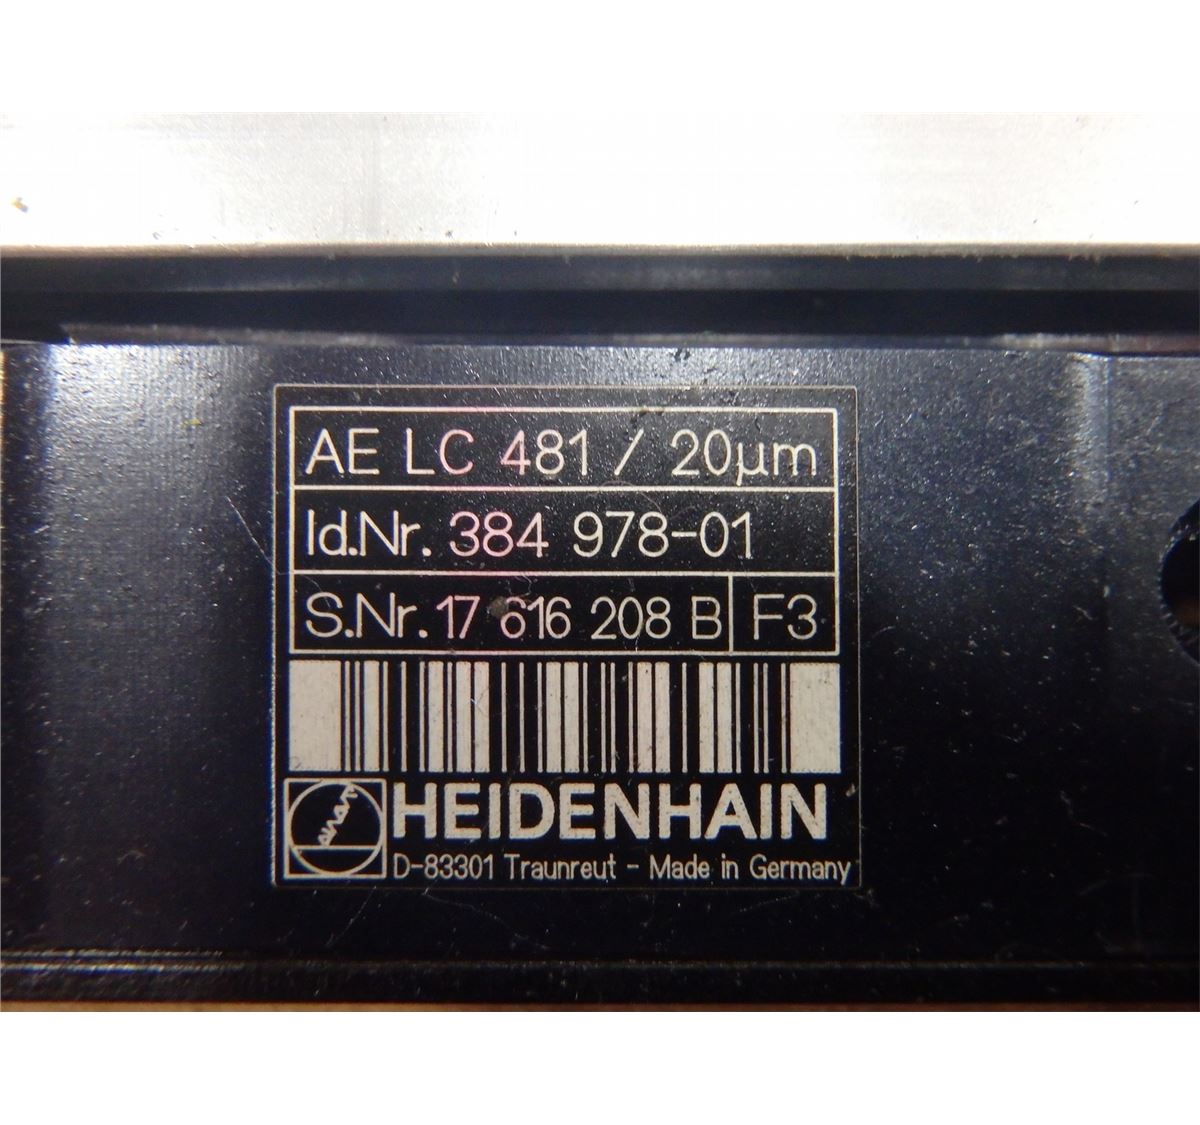 AE LC 481 / 20µm
Id.Nr. 384 978-01
S.Nr. 17 616 208 B F3
HEIDENHAIN
D-83301 Traunreut - Made in Germany